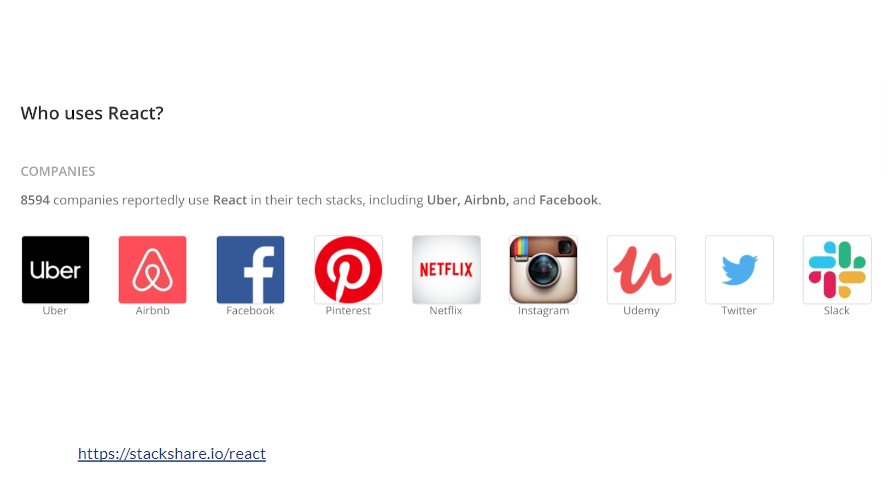 Who uses React?
COMPANIES
8594 companies reportedly use React in their tech stacks, including Uber, Airbnb, and Facebook.
Uber
NETFLIX
Uber Airbnb Facebook Pinterest Netflix Instagram Udemy Twitter Slack
https://stackshare.io/react